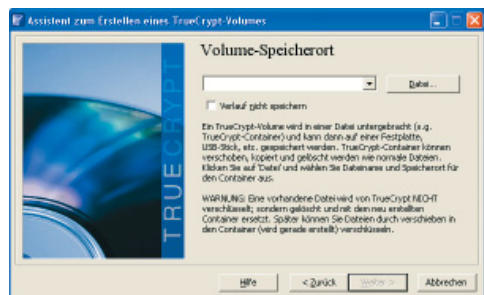 Assistent zum Erstellen eines TrueCrypt-Volumes
Volume-Speicherort
Datei...
Verlauf nicht speichern
Ein TrueCrypt-Volume wird in einer Datei untergebracht (s.g.
TrueCrypt-Container) und kann dann auf einer Festplatte,
USB-Stick, etc. gespeichert werden. TrueCrypt-Container können
verschoben, kopiert und gelöscht werden wie normale Dateien.
Klicken Sie auf 'Datei' und wählen Sie Dateiname und Speicherort für
den Container aus.
WARNUNG: Eine vorhandene Datei wird von TrueCrypt NICHT
verschlüsselt; sondern gelöscht und mit dem neu erstellten
Container ersetzt. Später können Sie Dateien durch verschieben in
den Container (wird gerade erstellt) verschlüsseln.
TRUECRYPT
Hilfe
< Zurück
Weiter >
Abbrechen